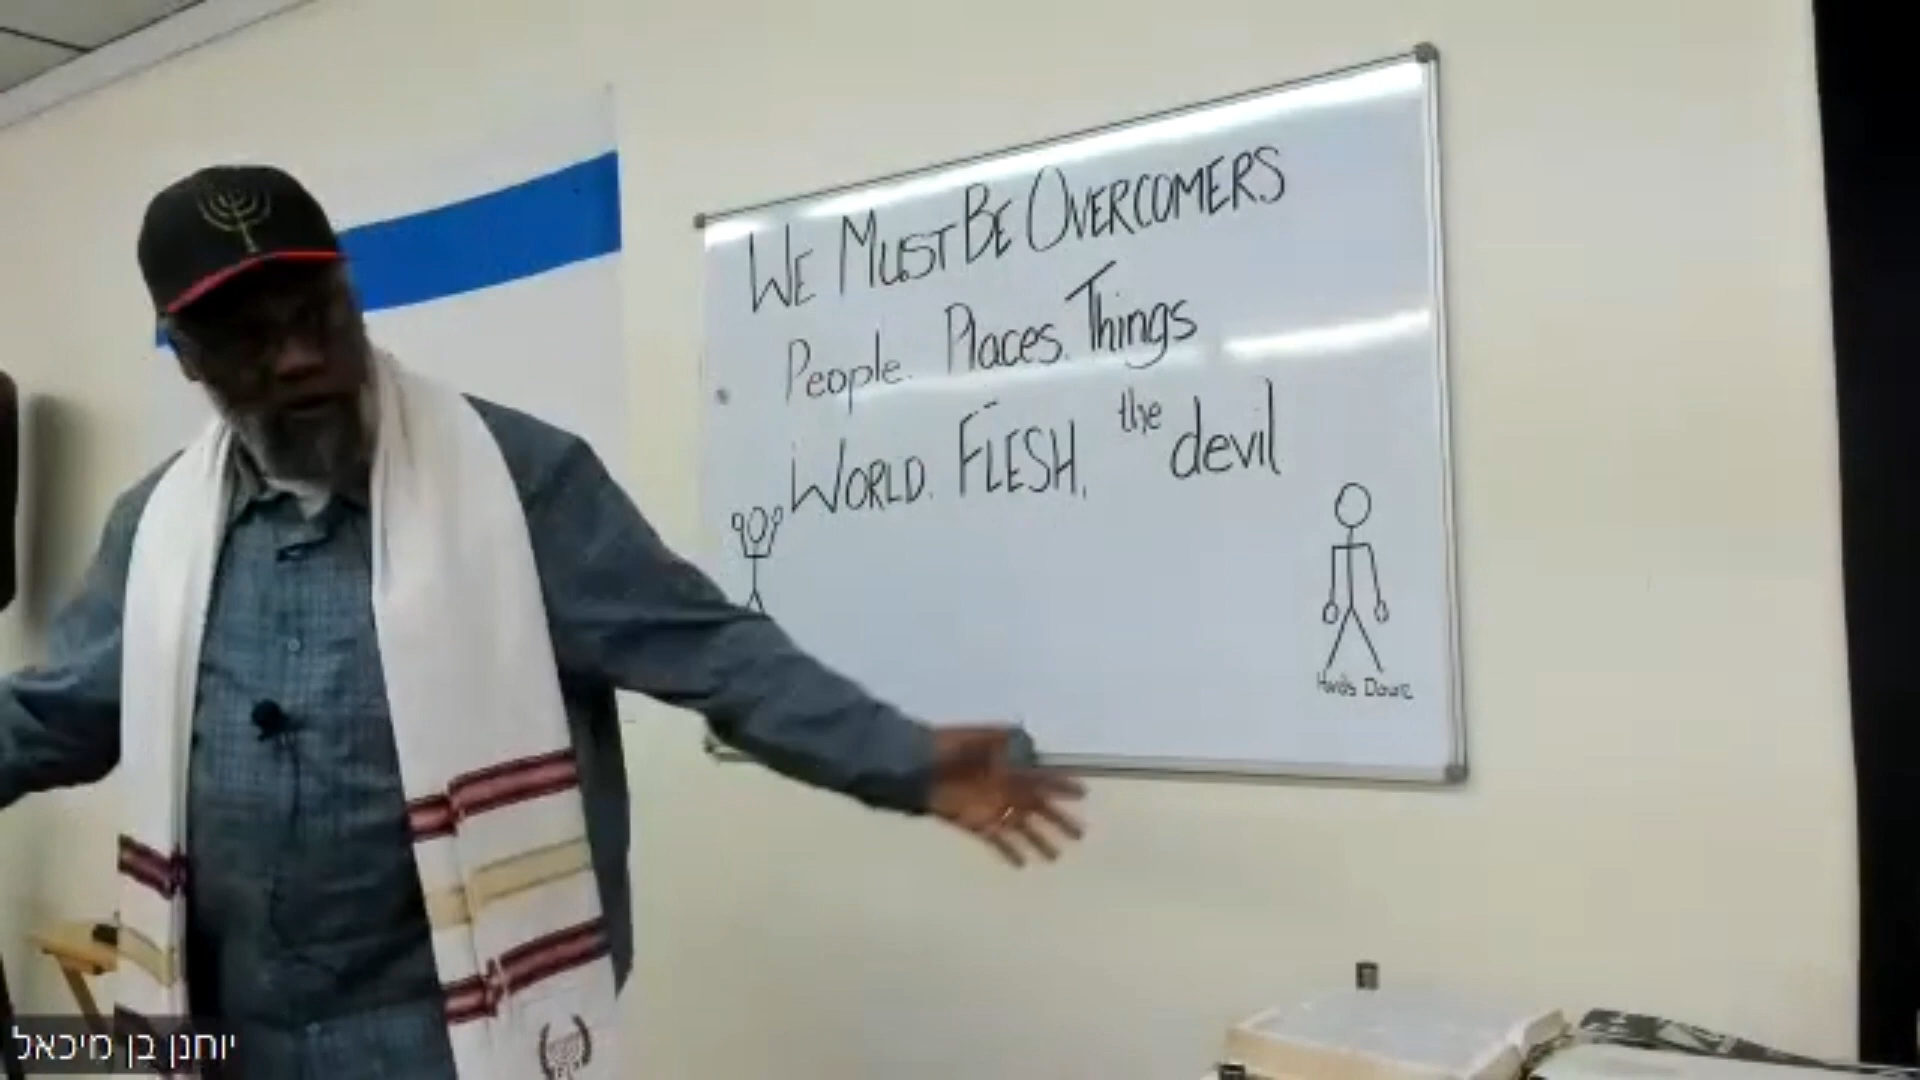 WE MUST BE OVERCOMERS
People. Places. Things
WORLD. FLESH, the devil
Hands Down
יוחנן בן מיכאל